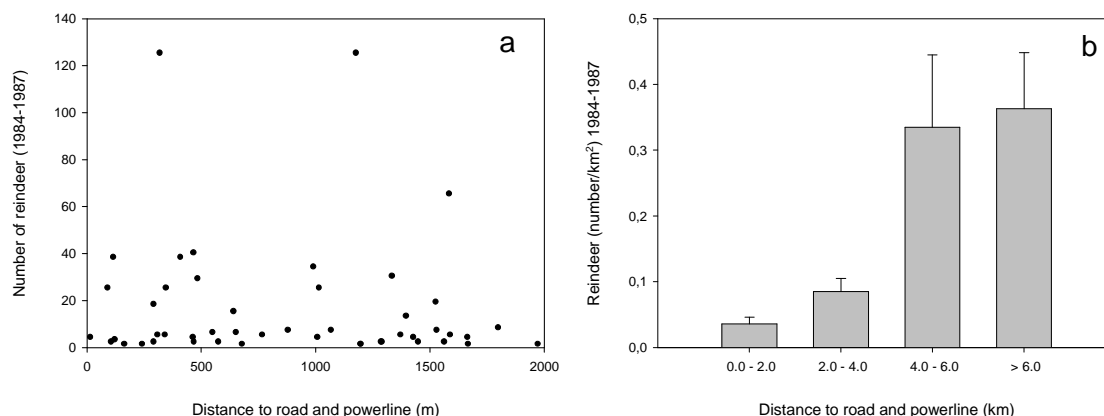 a
140
120
100
80
60
40
20
0
Number of reindeer (1984-1987)
0 500 1000 1500 2000
Distance to road and powerline (m)
b
0,5
0,4
0,3
0,2
0,1
0,0
Reindeer (number/km²) 1984-1987
0.0 - 2.0 2.0 - 4.0 4.0 - 6.0 > 6.0
Distance to road and powerline (km)